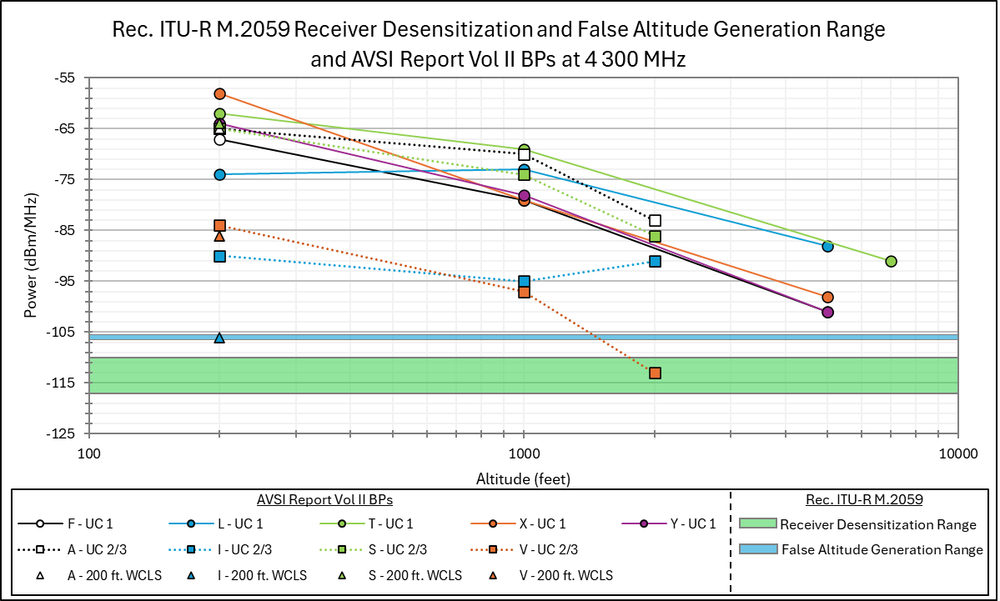 Rec. ITU-R M.2059 Receiver Desensitization and False Altitude Generation Range
and AVSI Report Vol II BPs at 4 300 MHz
-55
-65
-75
-85
-95
-105
-115
-125
Power (dBm/MHz)
100
1000
10000
Altitude (feet)
AVSI Report Vol II BPs
F - UC 1
L - UC 1
T - UC 1
X - UC 1
Y - UC 1
A - UC 2/3
I - UC 2/3
S - UC 2/3
V - UC 2/3
A - 200 ft. WCLS
I - 200 ft. WCLS
S - 200 ft. WCLS
V - 200 ft. WCLS
Rec. ITU-R M.2059
Receiver Desensitization Range
False Altitude Generation Range